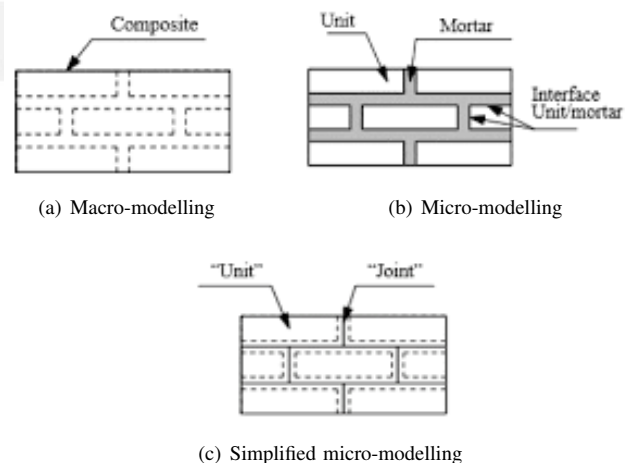 Composite
Unit
Mortar
Interface
Unit/mortar
(a) Macro-modelling
(b) Micro-modelling
“Unit”
“Joint”
(c) Simplified micro-modelling